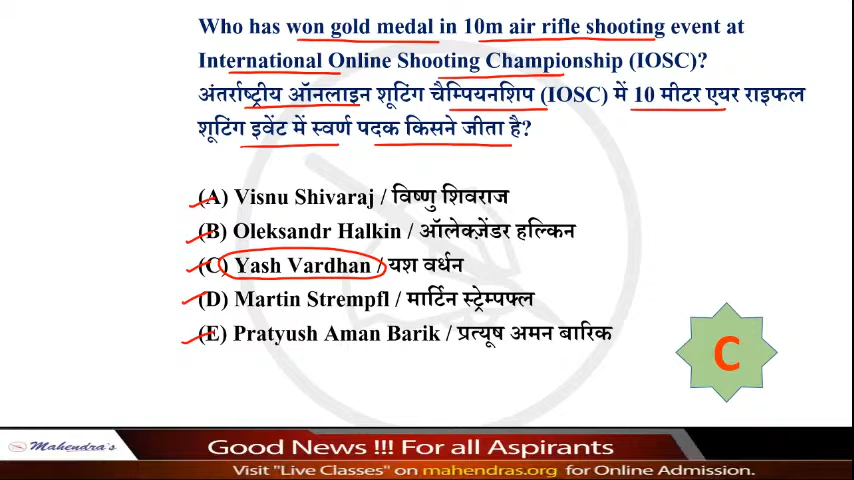 Who has won gold medal in 10m air rifle shooting event at
International Online Shooting Championship (IOSC)?
अंतर्राष्ट्रीय ऑनलाइन शूटिंग चैम्पियनशिप (IOSC) में 10 मीटर एयर राइफल
शूटिंग इवेंट में स्वर्ण पदक किसने जीता है?
(A) Visnu Shivaraj / विष्णु शिवराज
(B) Oleksandr Halkin / ऑलेक्ज़ेंडर हल्किन
(C) Yash Vardhan / यश वर्धन
(D) Martin Strempfl / मार्टिन स्ट्रेम्पफ्ल
(E) Pratyush Aman Barik / प्रत्यूष अमन बारिक
C
Mahendra's
Good News !!! For all Aspirants
Visit "Live Classes" on mahendras.org for Online Admission.